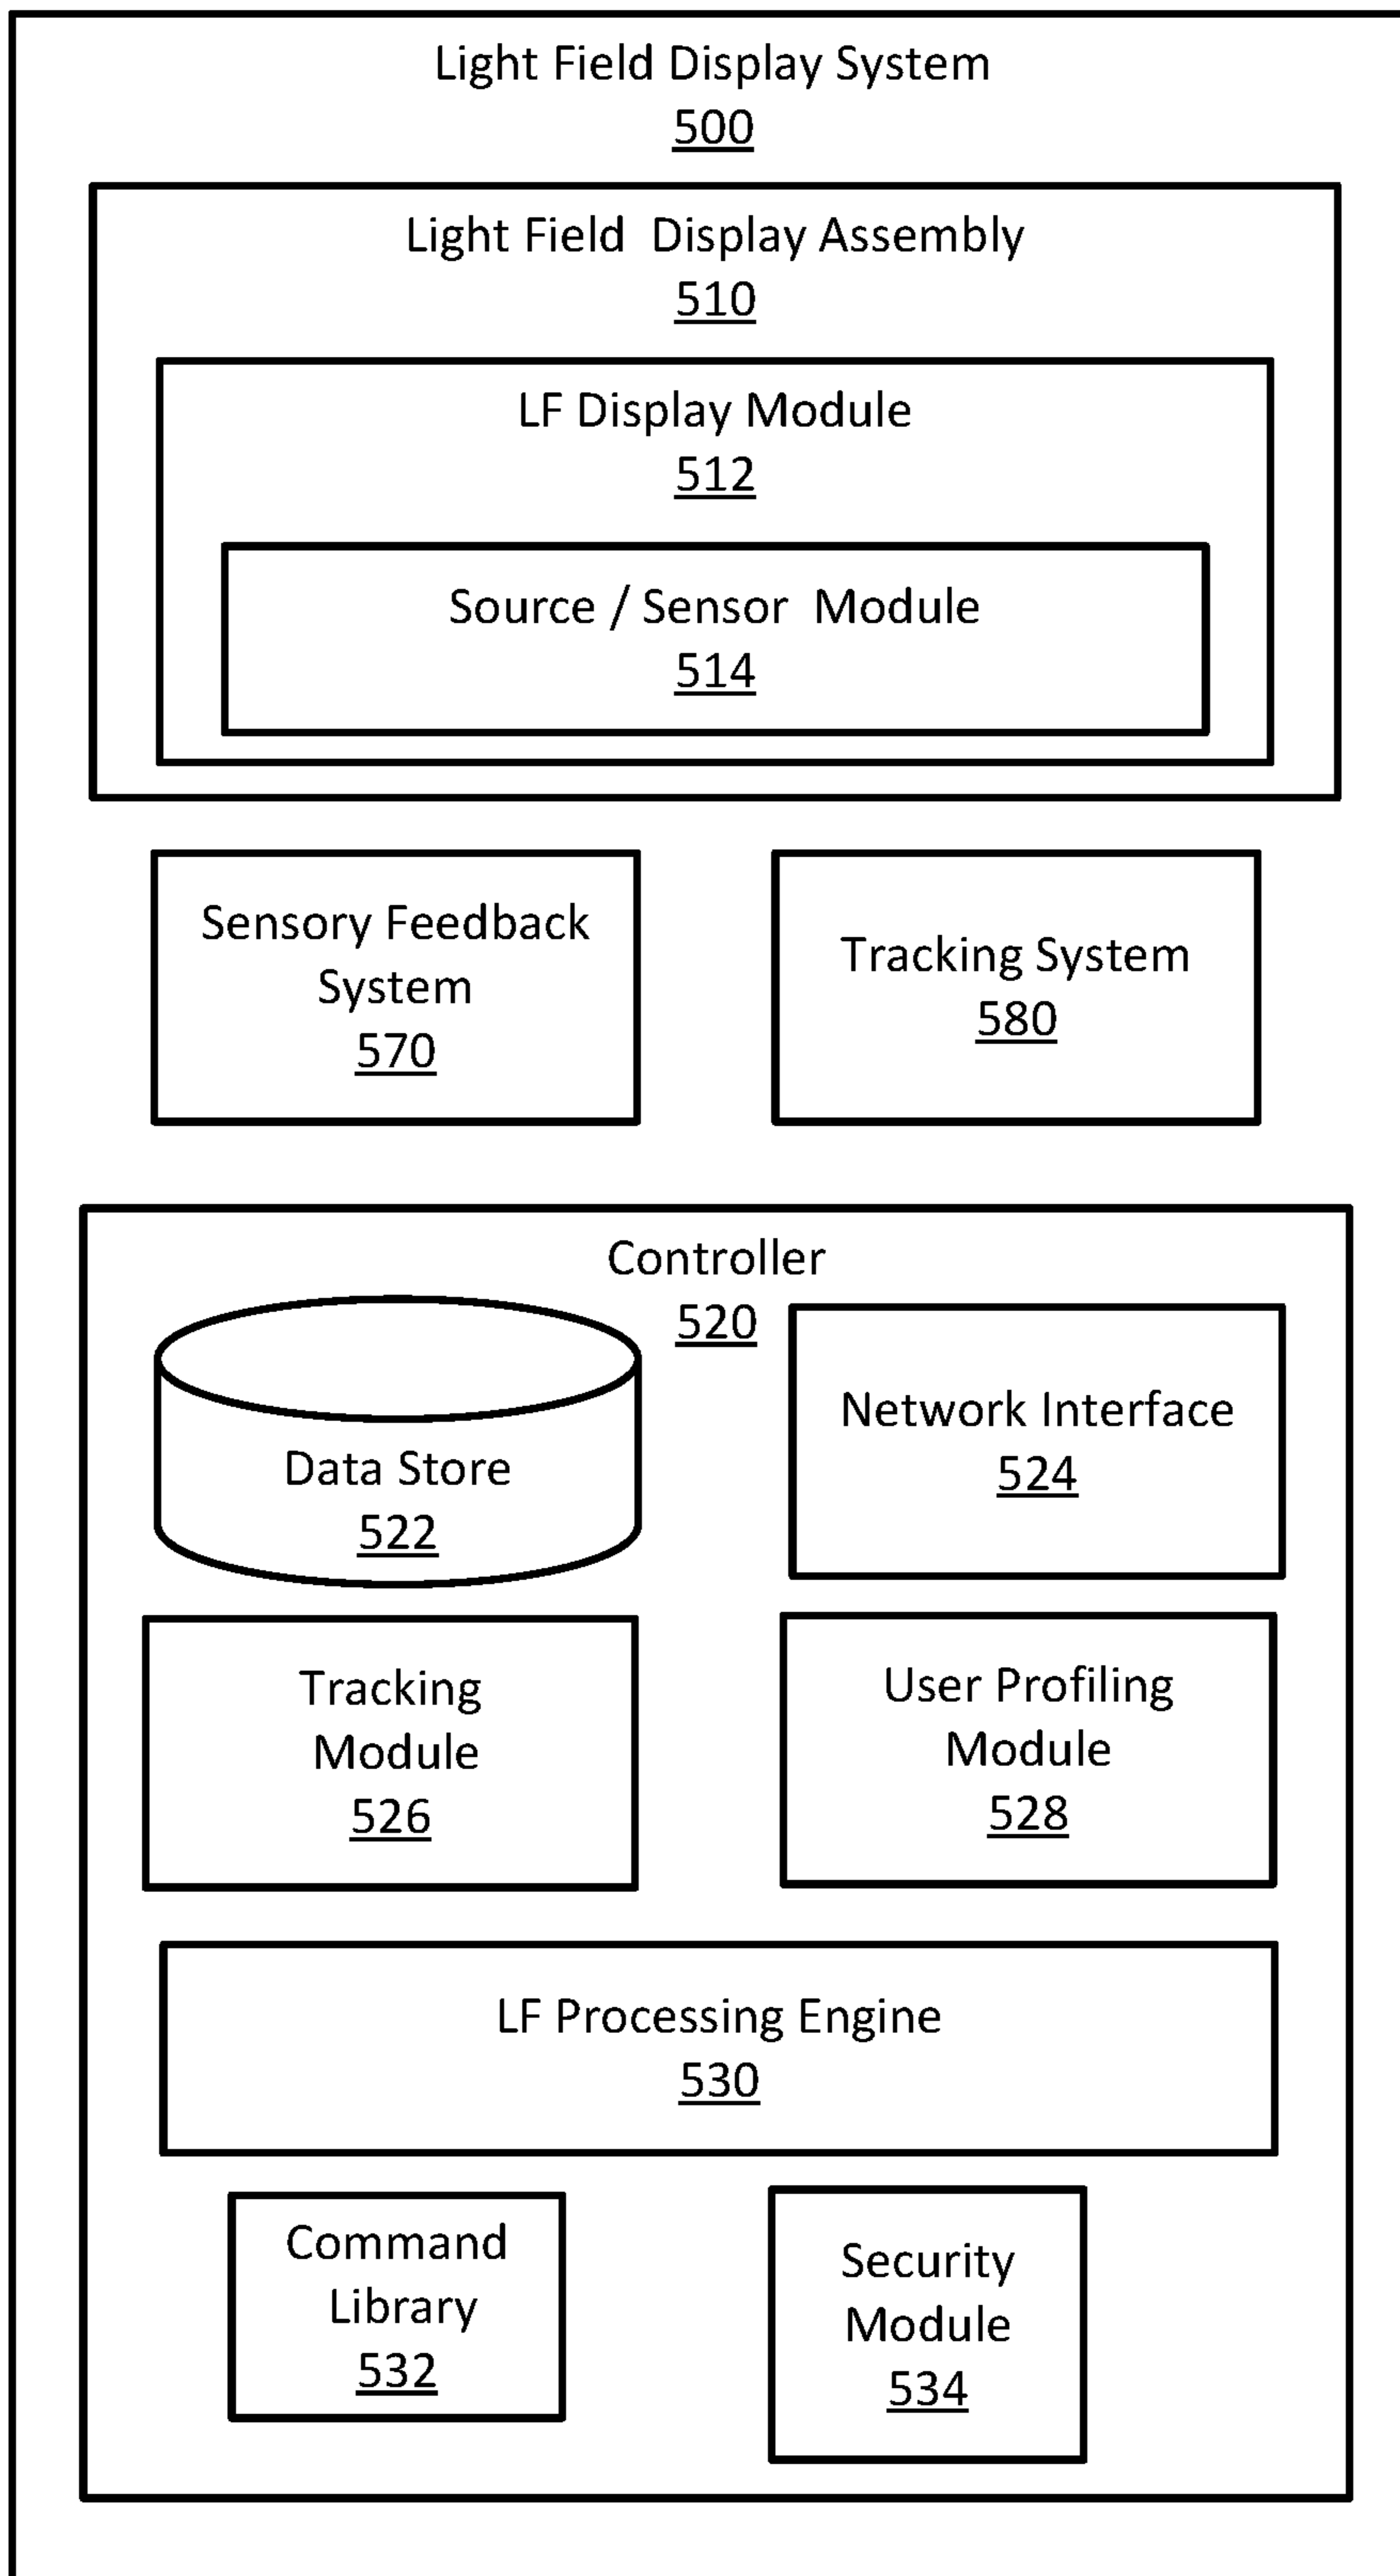 Light Field Display System
500
Light Field Display Assembly
510
LF Display Module
512
Source / Sensor Module
514
Sensory Feedback
System
570
Tracking System
580
Controller
520
Data Store
522
Network Interface
524
Tracking
Module
526
User Profiling
Module
528
LF Processing Engine
530
Command
Library
532
Security
Module
534